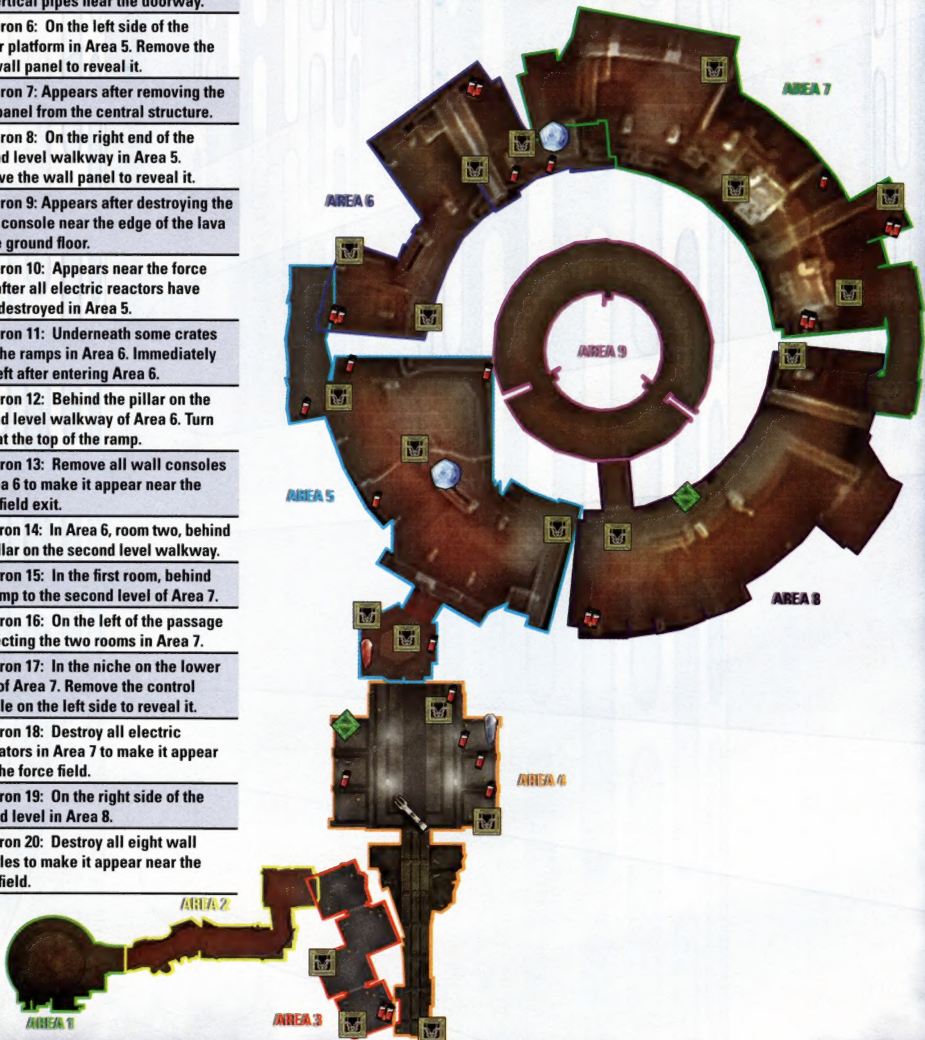 ertical pipes near the doorway.
ron 6: On the left side of the
r platform in Area 5. Remove the
wall panel to reveal it.
ron 7: Appears after removing the
panel from the central structure.
ron 8: On the right end of the
d level walkway in Area 5.
ve the wall panel to reveal it.
ron 9: Appears after destroying the
console near the edge of the lava
e ground floor.
ron 10: Appears near the force
after all electric reactors have
destroyed in Area 5.
ron 11: Underneath some crates
he ramps in Area 6. Immediately
eft after entering Area 6.
ron 12: Behind the pillar on the
d level walkway of Area 6. Turn
at the top of the ramp.
ron 13: Remove all wall consoles
a 6 to make it appear near the
field exit.
ron 14: In Area 6, room two, behind
llar on the second level walkway.
ron 15: In the first room, behind
mp to the second level of Area 7.
ron 16: On the left of the passage
ecting the two rooms in Area 7.
ron 17: In the niche on the lower
of Area 7. Remove the control
le on the left side to reveal it.
ron 18: Destroy all electric
ators in Area 7 to make it appear
he force field.
ron 19: On the right side of the
d level in Area 8.
ron 20: Destroy all eight wall
les to make it appear near the
field.
AREA 7
AREA 6
AREA 9
AREA 5
AREA 8
AREA 4
AREA 2
AREA 3
AREA 1